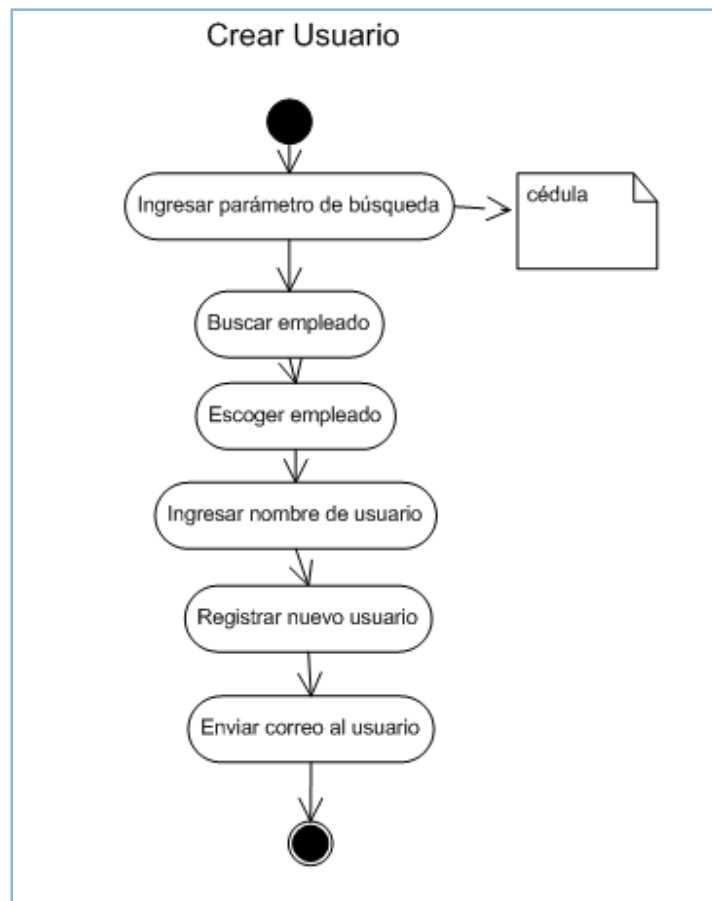 Crear Usuario
Ingresar parámetro de búsqueda
cédula
Buscar empleado
Escoger empleado
Ingresar nombre de usuario
Registrar nuevo usuario
Enviar correo al usuario